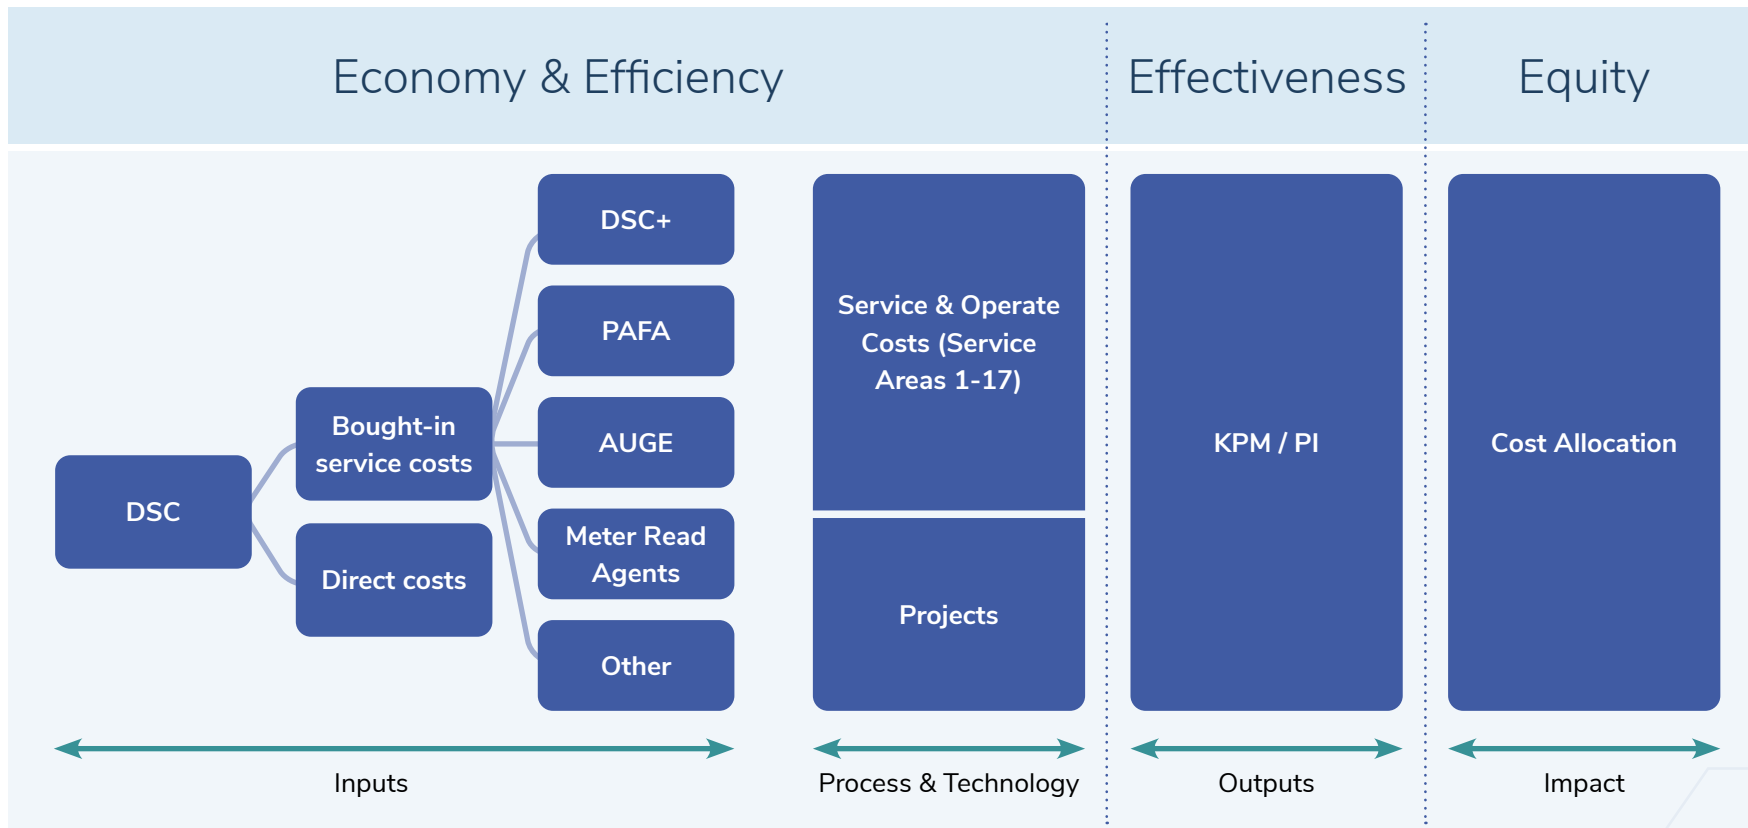 Economy & Efficiency
Effectiveness
Equity
DSC
Bought-in
service costs
Direct costs
DSC+
PAFA
AUGE
Meter Read
Agents
Other
Service & Operate
Costs (Service
Areas 1-17)
Projects
KPM / PI
Cost Allocation
Inputs
Process & Technology
Outputs
Impact